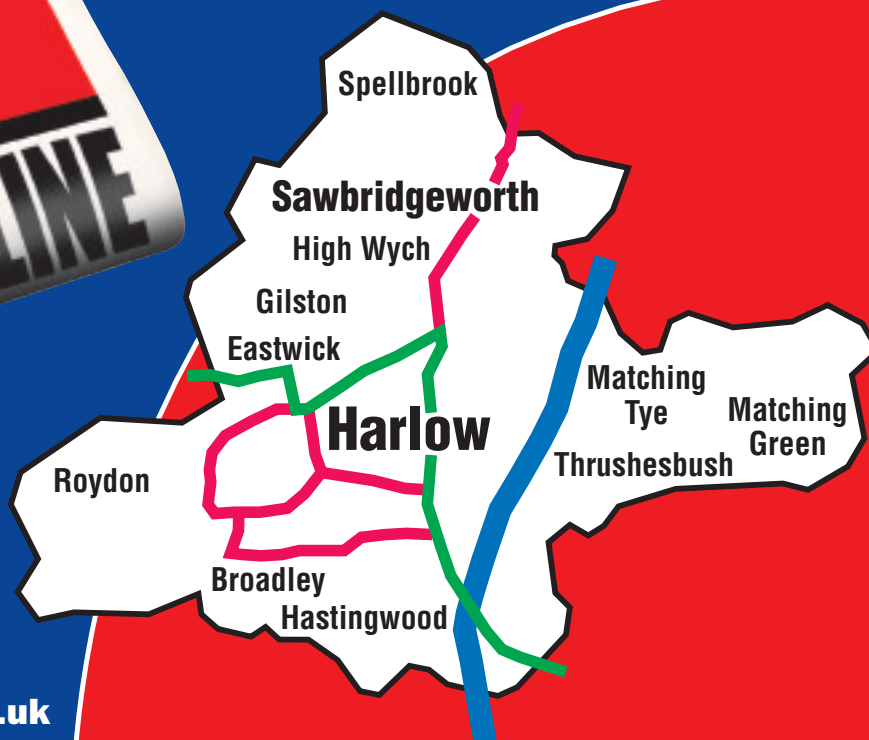 LINE
Spellbrook
Sawbridgeworth
High Wych
Gilston
Eastwick
Harlow
Matching
Tye
Matching
Green
Thrushesbush
Roydon
Broadley
Hastingwood
.uk